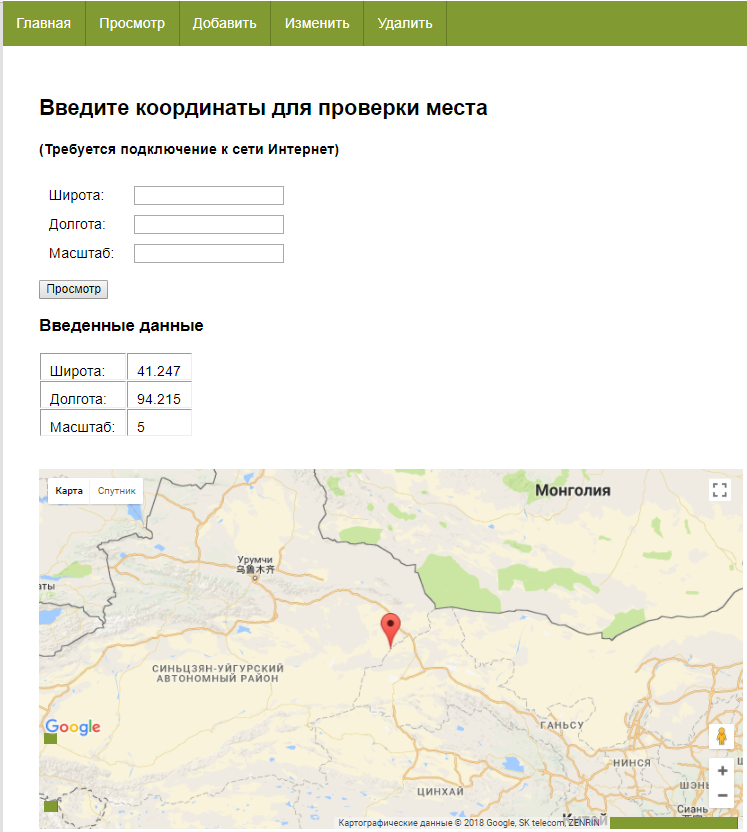 Главная Просмотр Добавить Изменить Удалить
Введите координаты для проверки места
(Требуется подключение к сети Интернет)
Широта:
Долгота:
Масштаб:
Просмотр
Введенные данные
Широта: 41.247
Долгота: 94.215
Масштаб: 5
Карта Спутник
Монголия
Урумчи
乌鲁木齐
аты
СИНЬЦЗЯН-УЙГУРСКИЙ
АВТОНОМНЫЙ РАЙОН
Google
ГАНЬСУ
НИНСЯ
ЦИНХАЙ
ШЭНЬ
Сиань
Китай
Картографические данные © 2018 Google, SK telecom, ZENRIN